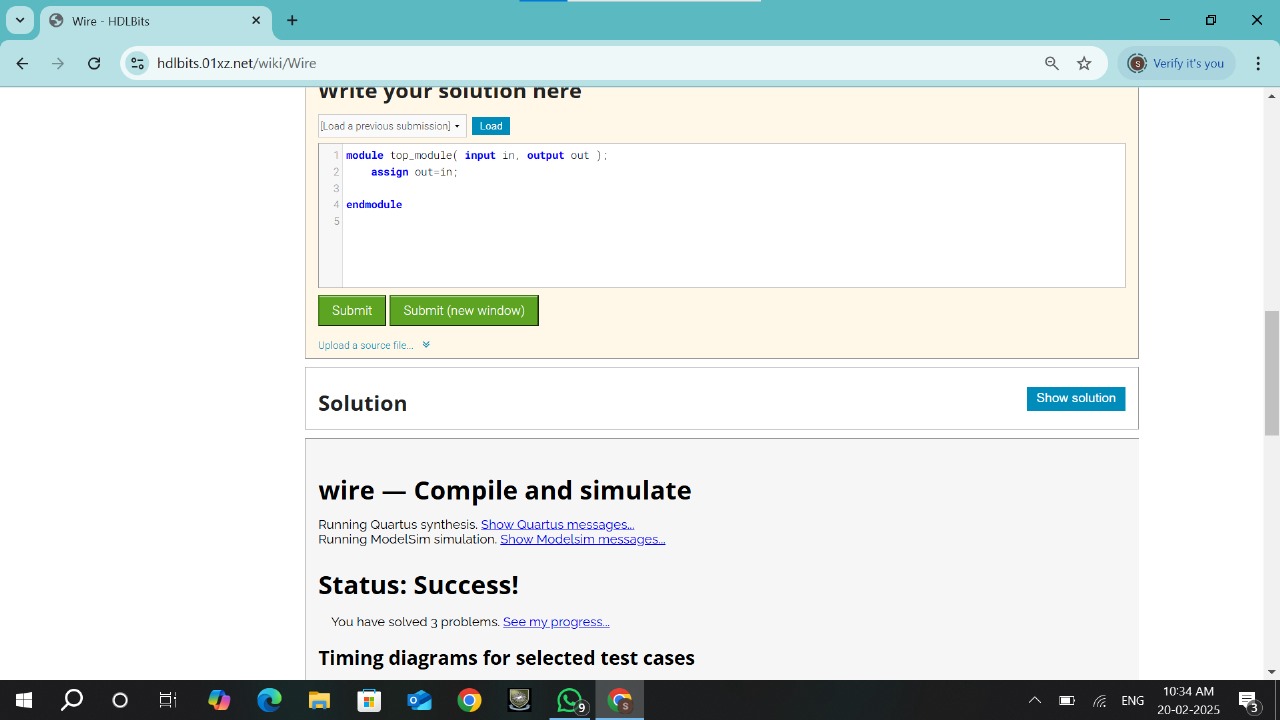 Wire - HDLBits
hdlbits.01xz.net/wiki/Wire
Verify it's you
Write your solution here
[Load a previous submission]
Load
1 module top_module( input in, output out );
2 assign out=in;
3
4 endmodule
5
Submit
Submit (new window)
Upload a source file...
Solution
Show solution
wire — Compile and simulate
Running Quartus synthesis. Show Quartus messages...
Running ModelSim simulation. Show Modelsim messages...
Status: Success!
You have solved 3 problems. See my progress...
Timing diagrams for selected test cases
9
S
ENG
10:34 AM
20-02-2025
3